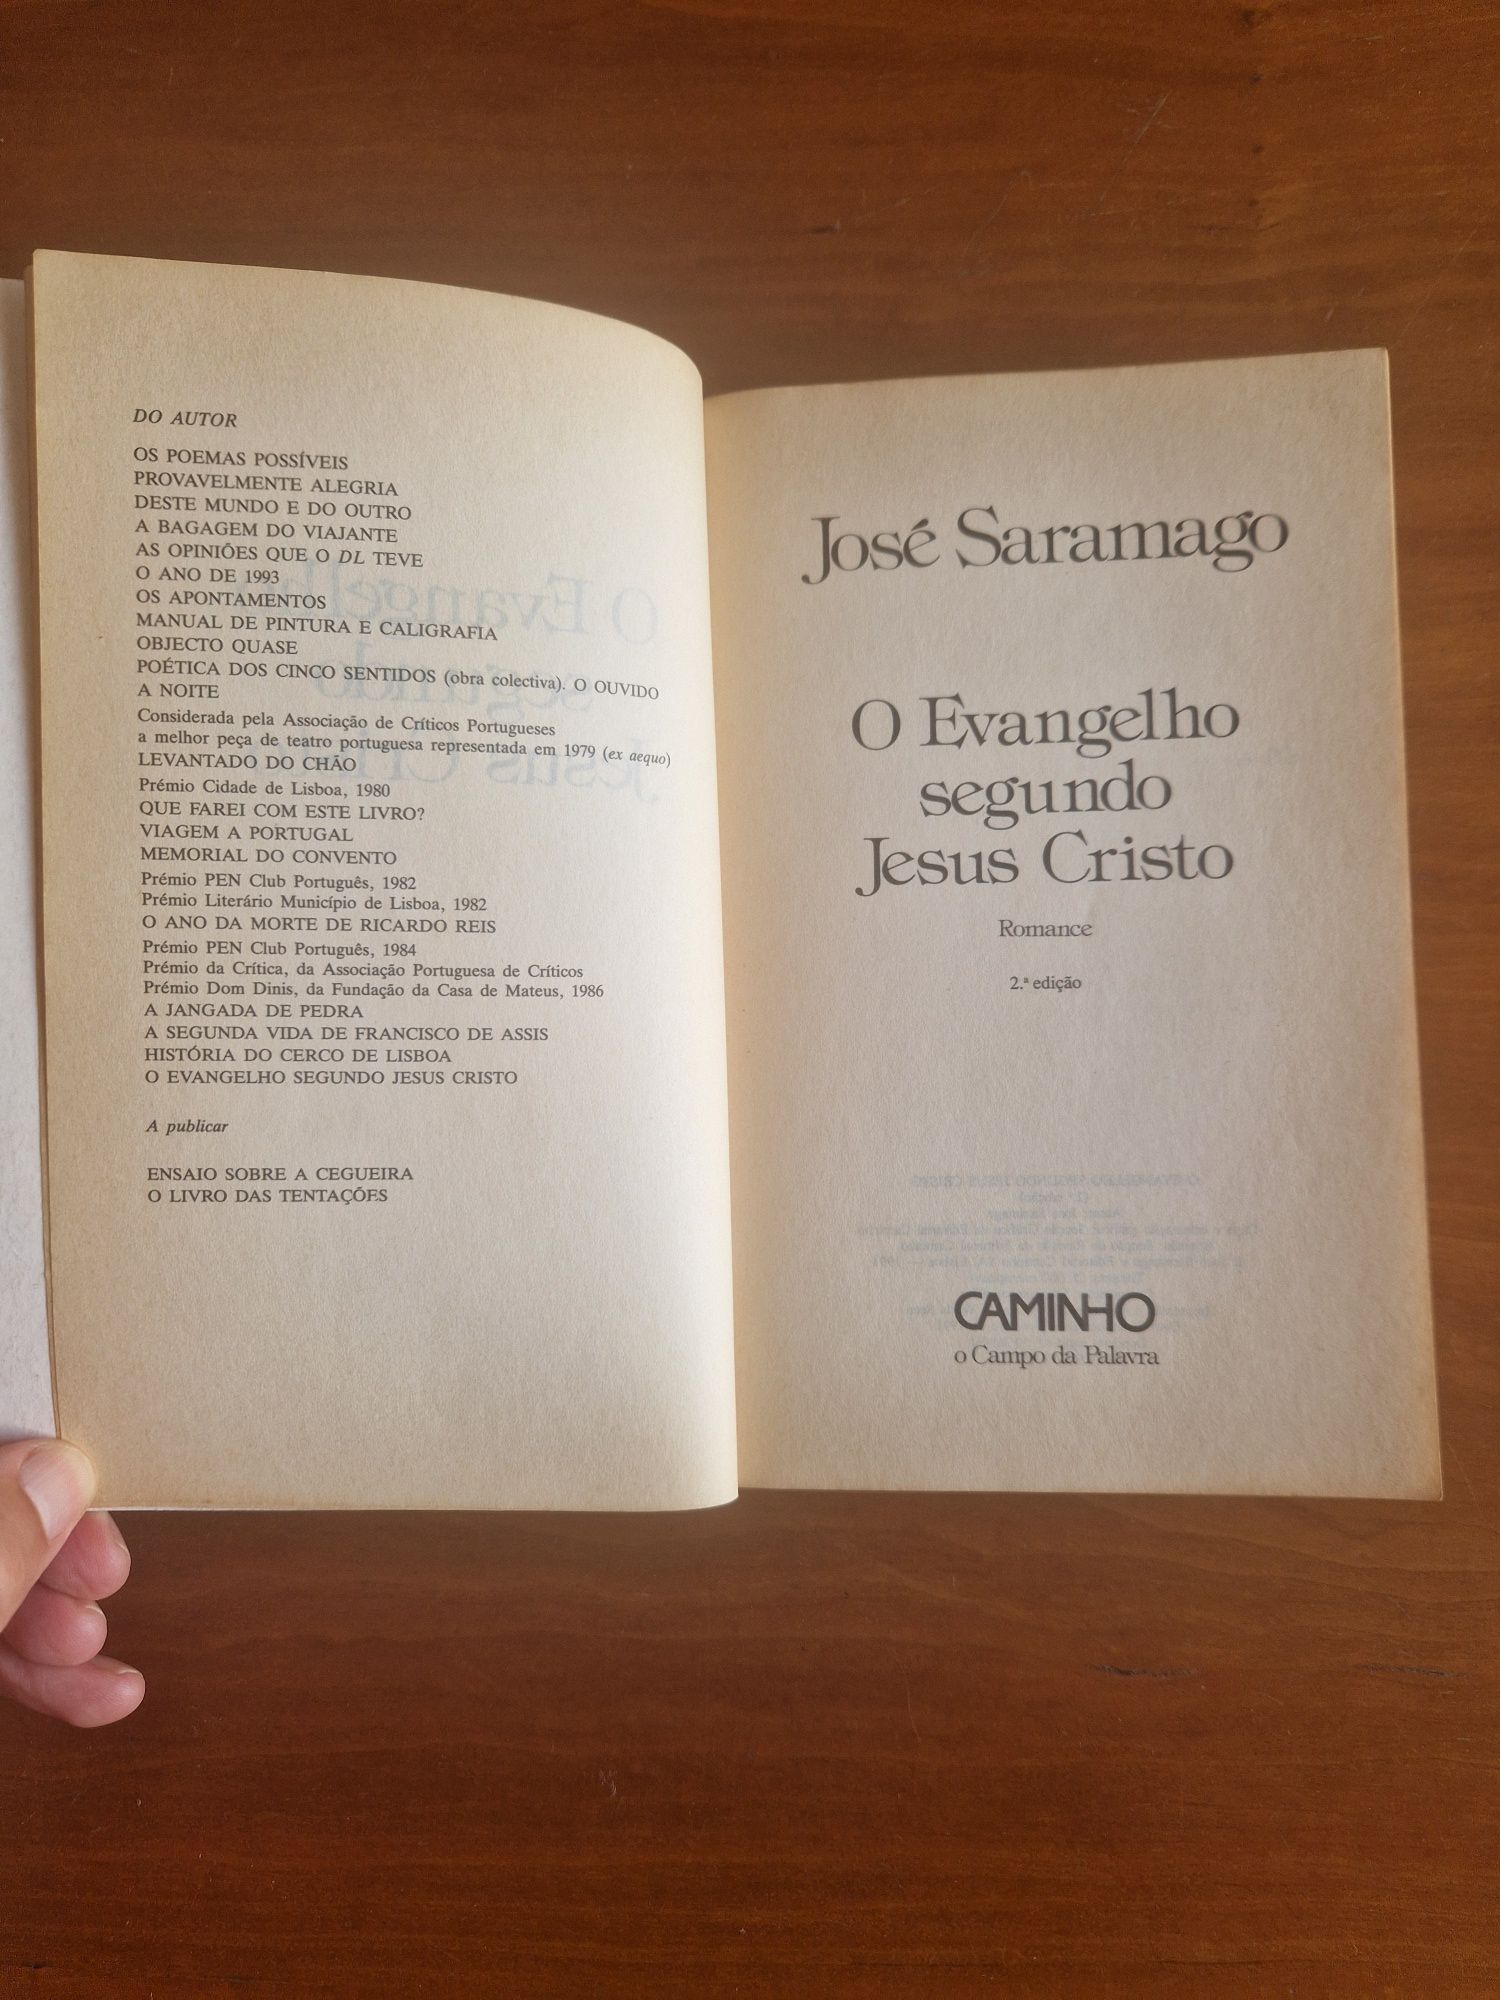 DO AUTOR
OS POEMAS POSSÍVEIS
PROVAVELMENTE ALEGRIA
DESTE MUNDO E DO OUTRO
A BAGAGEM DO VIAJANTE
AS OPINIÕES QUE O DL TEVE
O ANO DE 1993
OS APONTAMENTOS
MANUAL DE PINTURA E CALIGRAFIA
OBJECTO QUASE
POÉTICA DOS CINCO SENTIDOS (obra colectiva). O OUVIDO
A NOITE
Considerada pela Associação de Críticos Portugueses
a melhor peça de teatro portuguesa representada em 1979 (ex aequo)
LEVANTADO DO CHÃO
Prémio Cidade de Lisboa, 1980
QUE FAREI COM ESTE LIVRO?
VIAGEM A PORTUGAL
MEMORIAL DO CONVENTO
Prémio PEN Club Português, 1982
Prémio Literário Município de Lisboa, 1982
O ANO DA MORTE DE RICARDO REIS
Prémio PEN Club Português, 1984
Prémio da Crítica, da Associação Portuguesa de Críticos
Prémio Dom Dinis, da Fundação da Casa de Mateus, 1986
A JANGADA DE PEDRA
A SEGUNDA VIDA DE FRANCISCO DE ASSIS
HISTÓRIA DO CERCO DE LISBOA
O EVANGELHO SEGUNDO JESUS CRISTO
A publicar
ENSAIO SOBRE A CEGUEIRA
O LIVRO DAS TENTAÇÕES
José Saramago
O Evangelho
segundo
Jesus Cristo
Romance
2.ª edição
CAMINHO
o Campo da Palavra